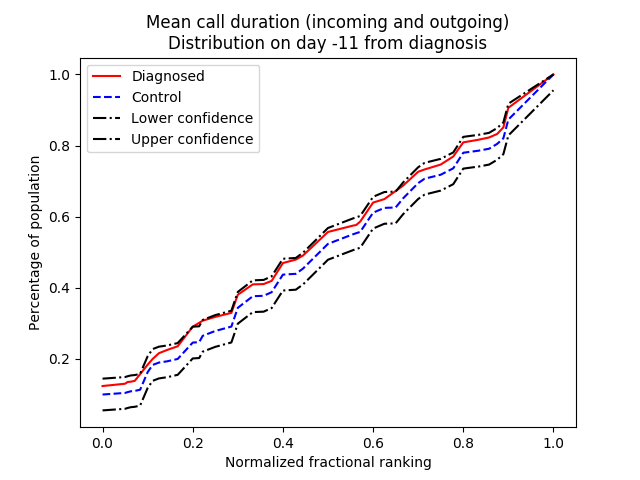 Mean call duration (incoming and outgoing)
Distribution on day -11 from diagnosis
Diagnosed
Control
Lower confidence
Upper confidence
1.0
0.8
0.6
0.4
0.2
Percentage of population
0.0 0.2 0.4 0.6 0.8 1.0
Normalized fractional ranking